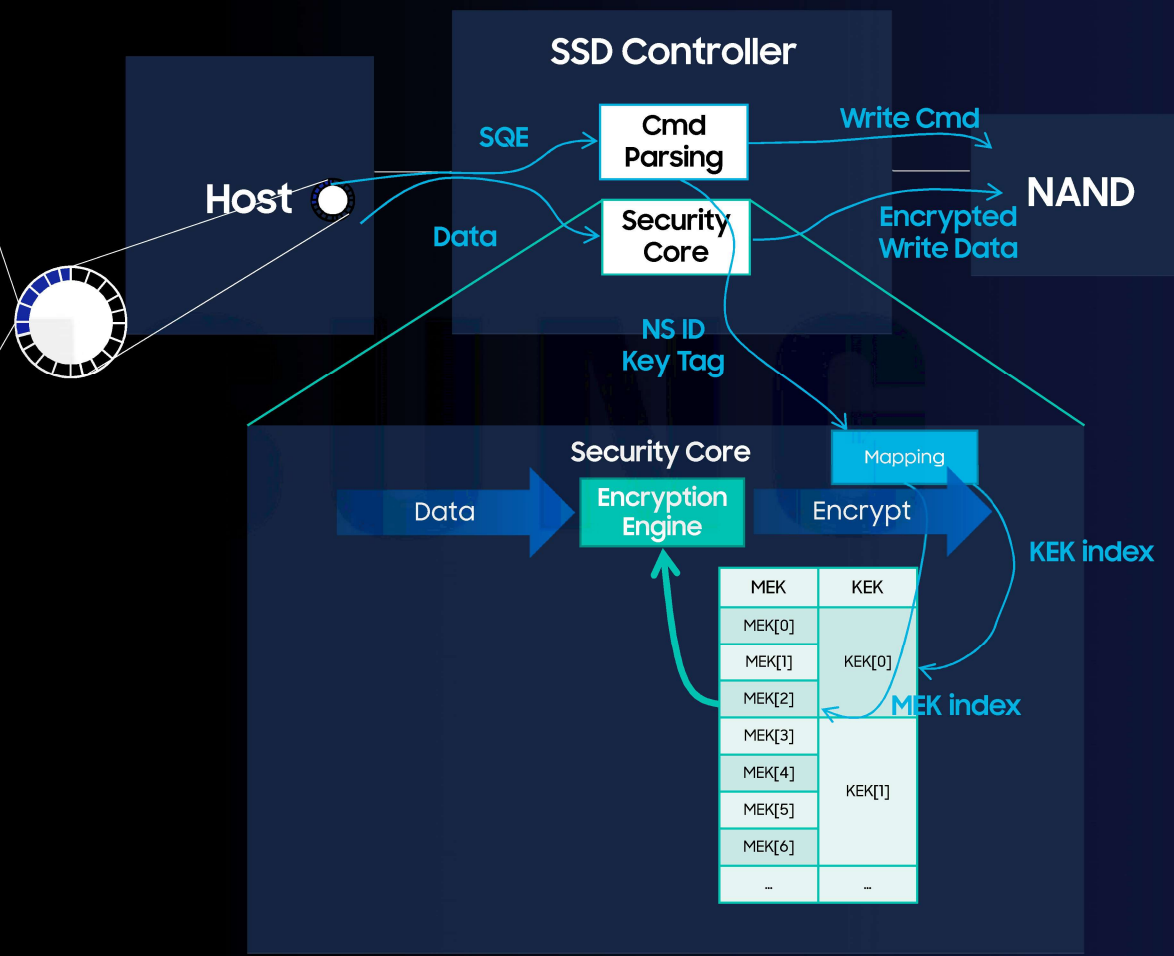 SSD Controller
Host
SQE
Data
Cmd
Parsing
Security
Core
Write Cmd
Encrypted
Write Data
NAND
NS ID
Key Tag
Security Core
Mapping
Data
Encryption
Engine
Encrypt
KEK index
MEK index
MEK KEK
MEK[0]
MEK[1] KEK[0]
MEK[2]
MEK[3]
MEK[4]
MEK[5] KEK[1]
MEK[6]
... ...